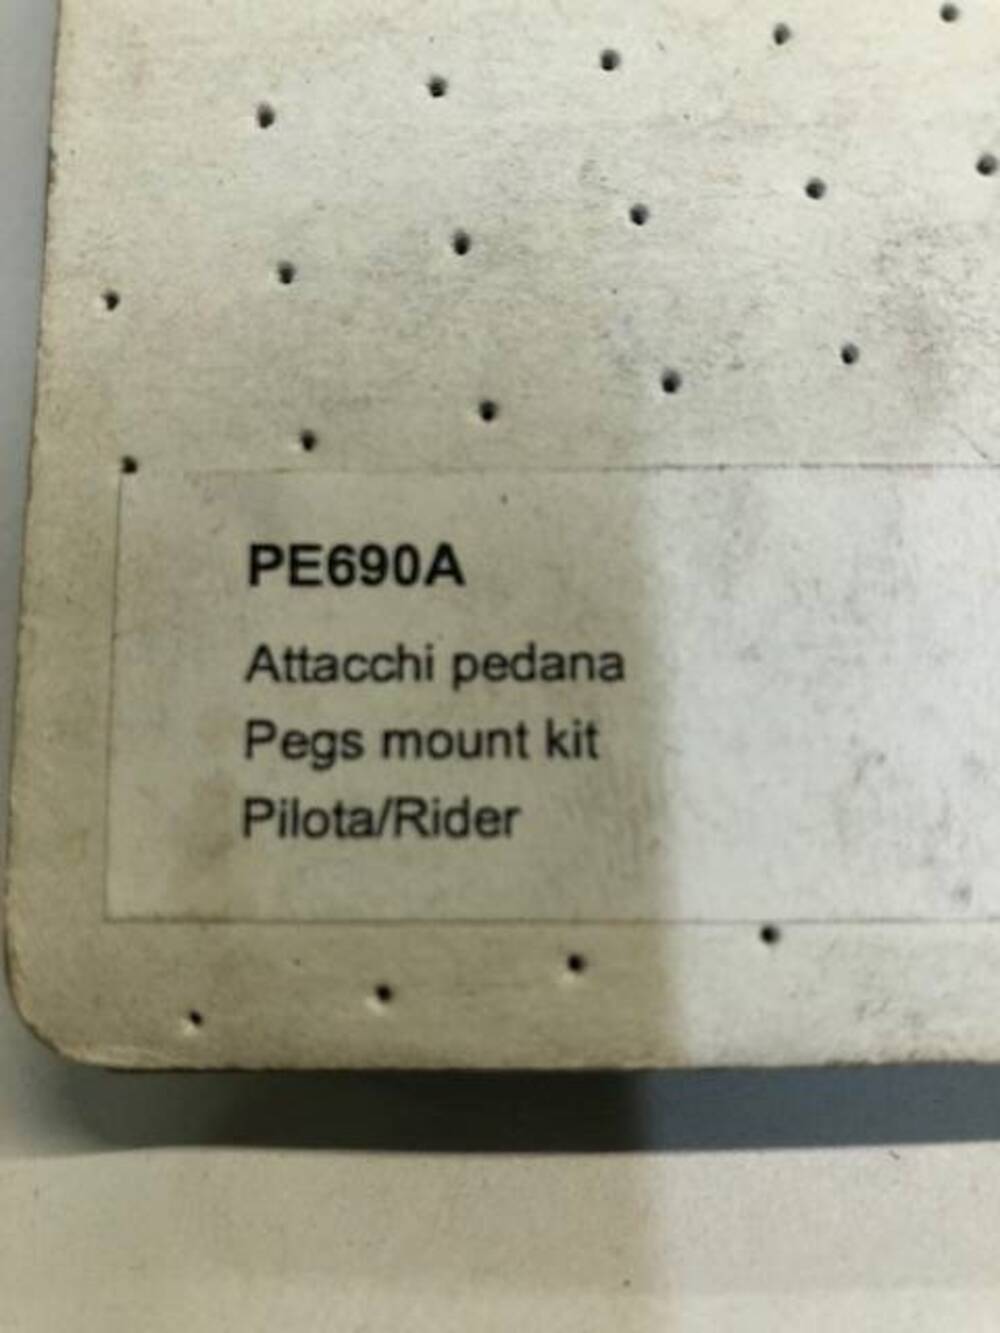 PE690A
Attacchi pedana
Pegs mount kit
Pilota/Rider